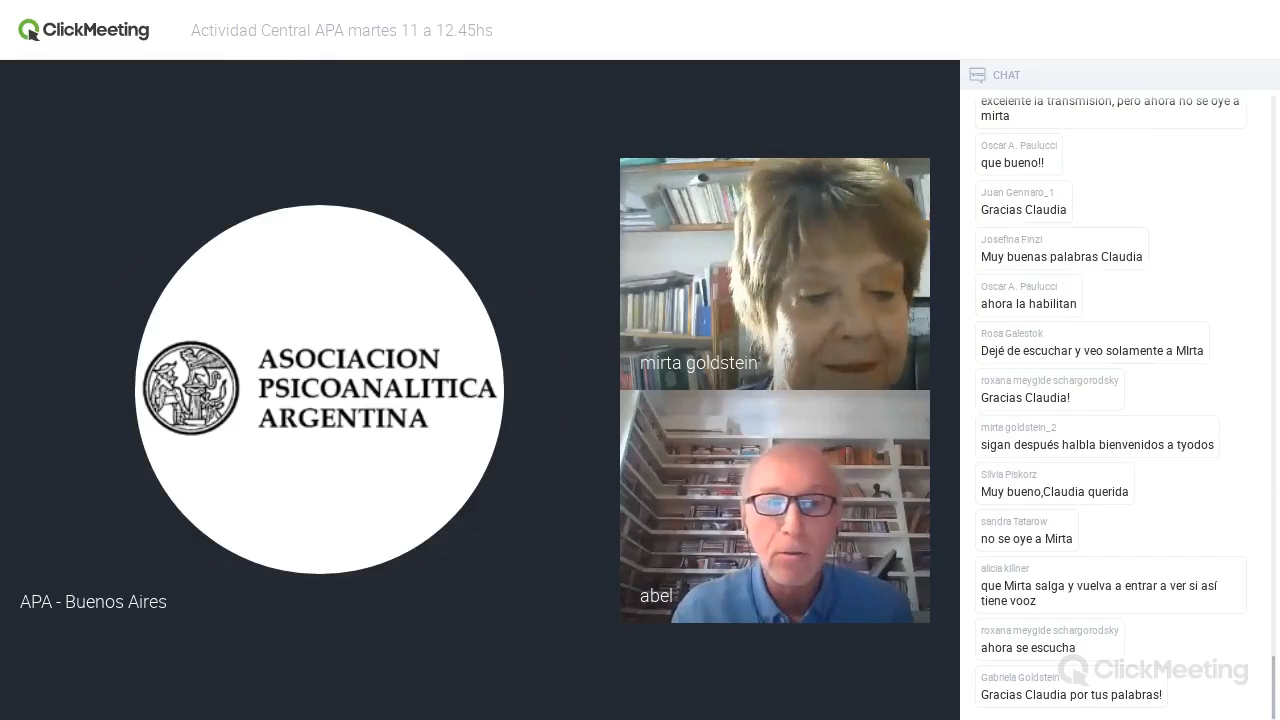 ClickMeeting
Actividad Central APA martes 11 a 12.45hs
ASOCIACION
PSICOANALITICA
ARGENTINA
APA - Buenos Aires
mirta goldstein
abel
CHAT
excelente la transmisión, pero ahora no se oye a
mirta
Oscar A. Paulucci
que bueno!!
Juan Gennaro_1
Gracias Claudia
Josefina Finzi
Muy buenas palabras Claudia
Oscar A. Paulucci
ahora la habilitan
Rosa Galestok
Dejé de escuchar y veo solamente a MIrta
roxana meygide schargorodsky
Gracias Claudia!
mirta goldstein_2
sigan después halbla bienvenidos a tyodos
Silvia Piskorz
Muy bueno,Claudia querida
sandra Tatarow
no se oye a Mirta
alicia killner
que Mirta salga y vuelva a entrar a ver si así
tiene vooz
roxana meygide schargorodsky
ahora se escucha
Gabriela Goldstein
Gracias Claudia por tus palabras!
ClickMeeting